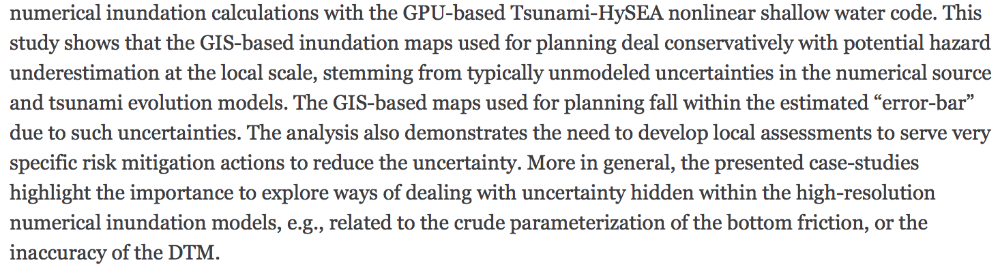 numerical inundation calculations with the GPU-based Tsunami-HySEA nonlinear shallow water code. This
study shows that the GIS-based inundation maps used for planning deal conservatively with potential hazard
underestimation at the local scale, stemming from typically unmodeled uncertainties in the numerical source
and tsunami evolution models. The GIS-based maps used for planning fall within the estimated “error-bar”
due to such uncertainties. The analysis also demonstrates the need to develop local assessments to serve very
specific risk mitigation actions to reduce the uncertainty. More in general, the presented case-studies
highlight the importance to explore ways of dealing with uncertainty hidden within the high-resolution
numerical inundation models, e.g., related to the crude parameterization of the bottom friction, or the
inaccuracy of the DTM.